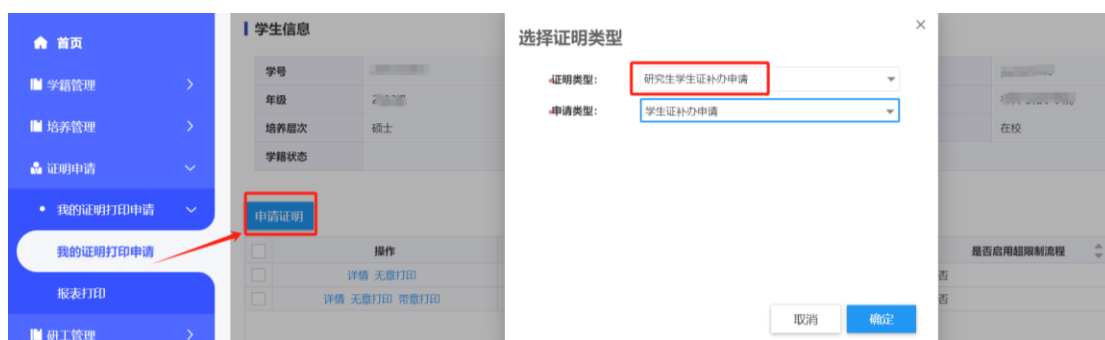 首页
学籍管理
培养管理
证明申请
我的证明打印申请
我的证明打印申请
报表打印
研工管理
学生信息
学号
年级
培养层次 硕士
在校
学籍状态
申请证明
操作
是否启用超限制流程
详情 无章打印
否
详情 无意打印 带意打印
否
选择证明类型
*证明类型: 研究生学生证补办申请
*申请类型: 学生证补办申请
取消 确定